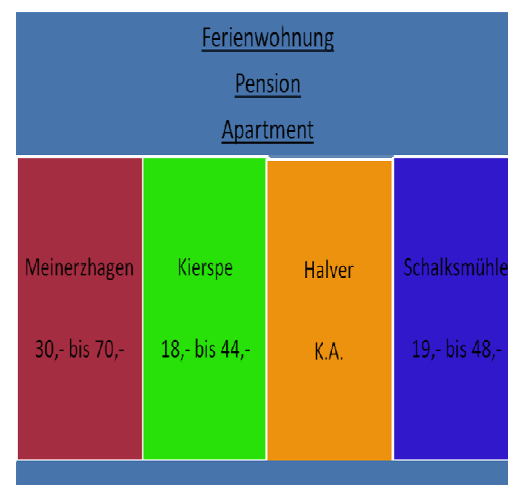 Ferienwohnung
Pension
Apartment
Meinerzhagen
30,- bis 70,-
Kierspe
18,- bis 44,-
Halver
K.A.
Schalksmühle
19,- bis 48,-